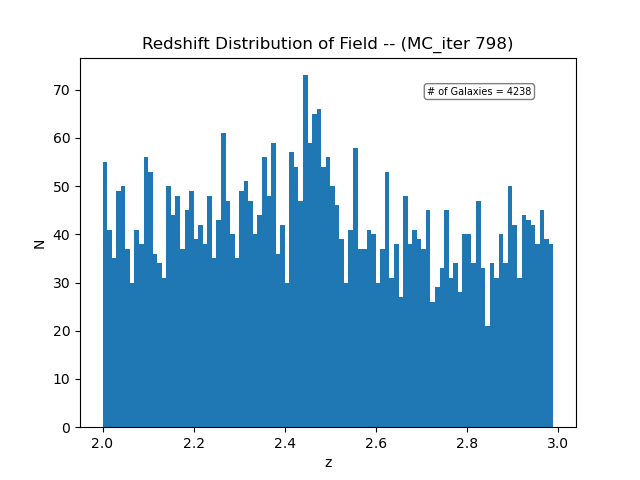 Redshift Distribution of Field -- (MC_iter 798)
# of Galaxies = 4238
70
60
50
40
30
20
10
0
N
2.0 2.2 2.4 2.6 2.8 3.0
z